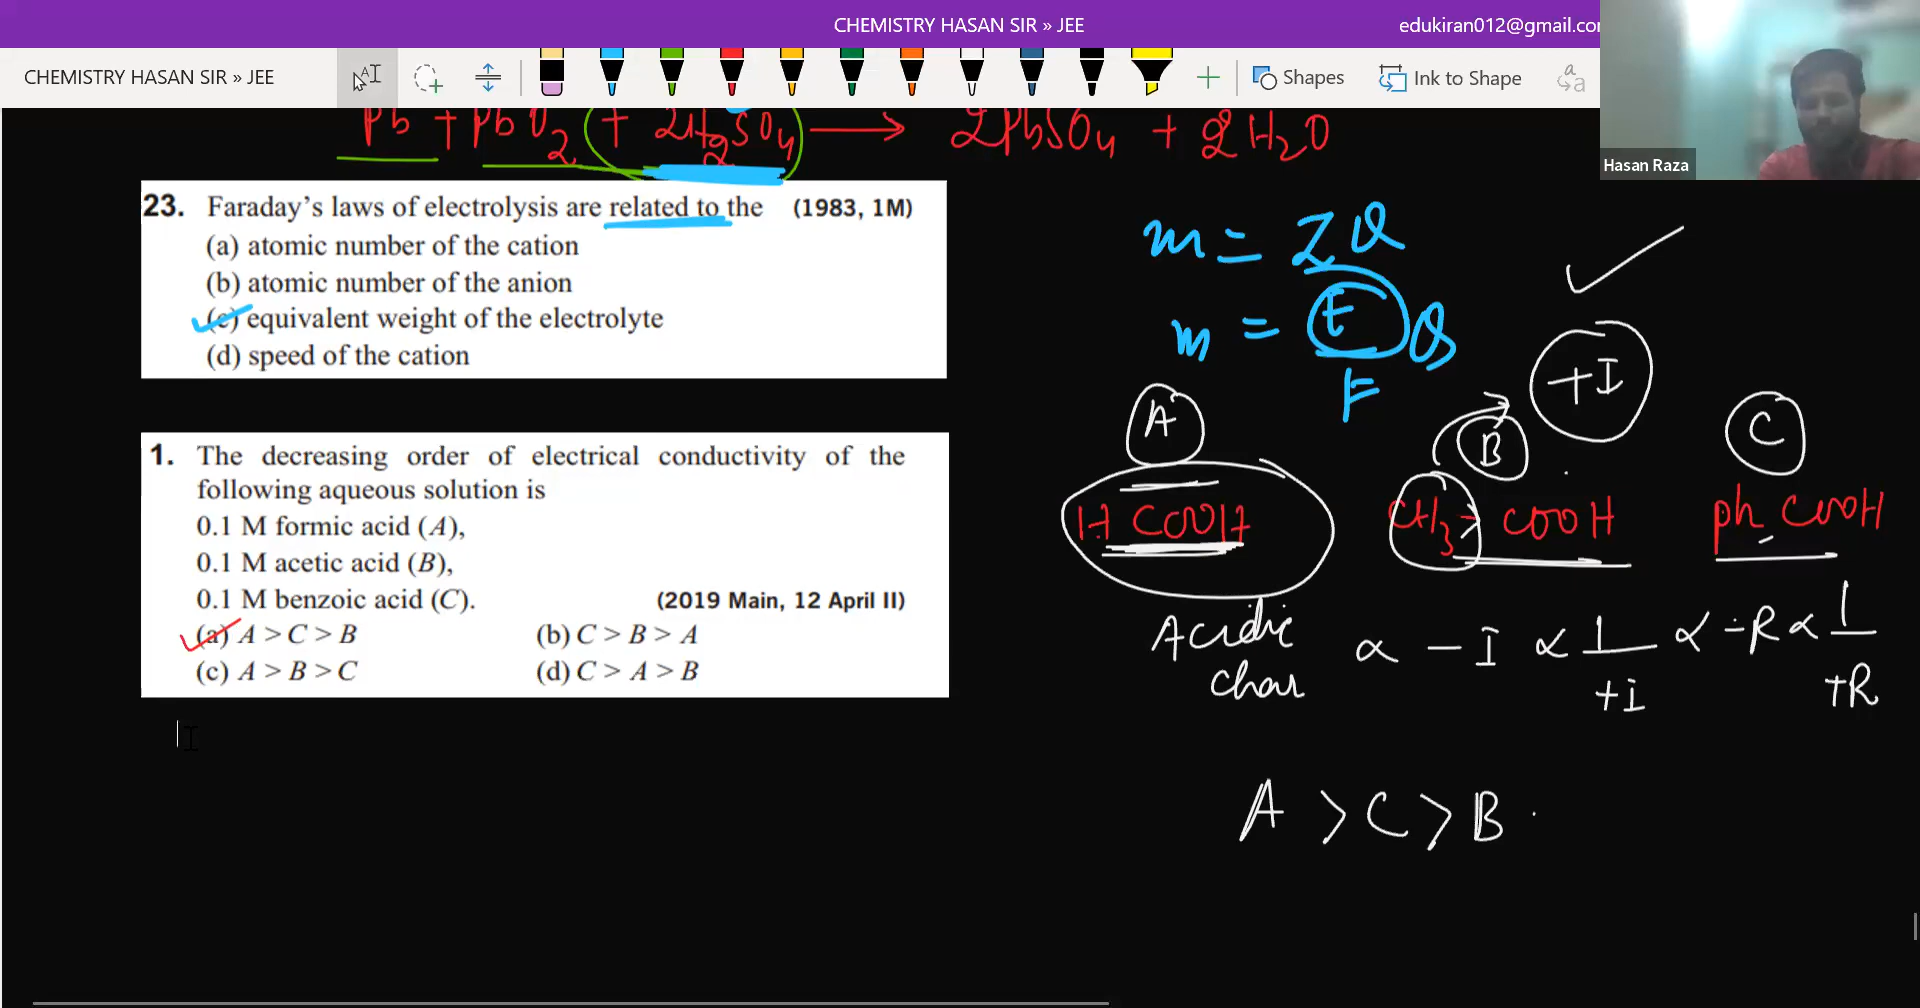 CHEMISTRY HASAN SIR » JEE
edukiran012@gmail.co
CHEMISTRY HASAN SIR » JEE
Shapes
Ink to Shape
Hasan Raza
Pb + PbO2 + 2H2SO4 → 2PbSO4 + 2H2O
23. Faraday's laws of electrolysis are related to the (1983, 1M)
(a) atomic number of the cation
(b) atomic number of the anion
(c) equivalent weight of the electrolyte
(d) speed of the cation
m = ZQ
m = E/F Q
+I
A
B
C
H COOH
CH3 - COOH
ph COOH
1. The decreasing order of electrical conductivity of the
following aqueous solution is
0.1 M formic acid (A),
0.1 M acetic acid (B),
0.1 M benzoic acid (C). (2019 Main, 12 April II)
(a) A > C > B (b) C > B > A
(c) A > B > C (d) C > A > B
Acidic char ∝ -I ∝ 1/+I ∝ -R ∝ 1/+R
A > C > B